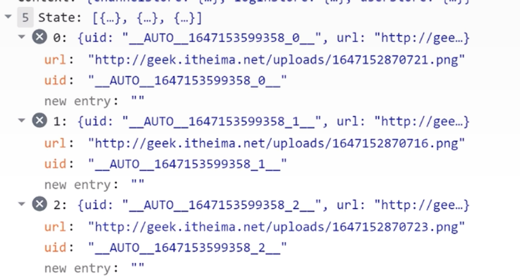 5 State: [{…}, {…}, {…}]
0: {uid: "__AUTO__1647153599358_0__", url: "http://gee…}
url: "http://geek.itheima.net/uploads/1647152870721.png"
uid: "__AUTO__1647153599358_0__"
new entry: ""
1: {uid: "__AUTO__1647153599358_1__", url: "http://gee…}
url: "http://geek.itheima.net/uploads/1647152870716.png"
uid: "__AUTO__1647153599358_1__"
new entry: ""
2: {uid: "__AUTO__1647153599358_2__", url: "http://gee…}
url: "http://geek.itheima.net/uploads/1647152870723.png"
uid: "__AUTO__1647153599358_2__"
new entry: ""